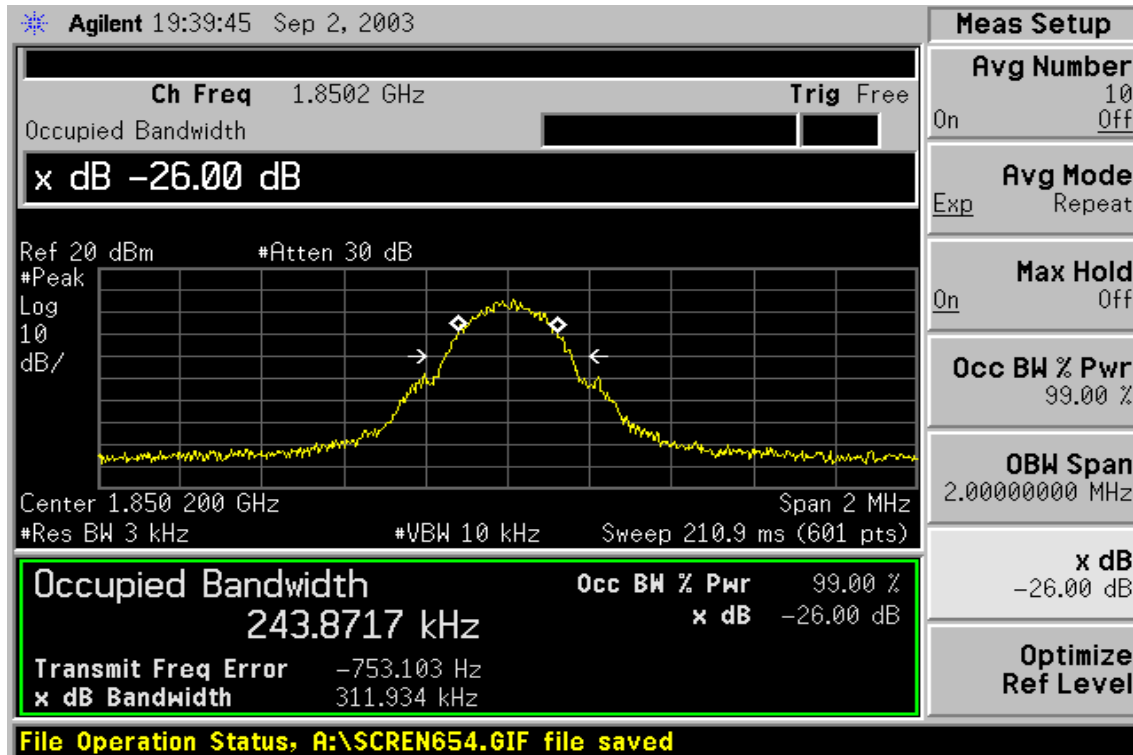 Agilent 19:39:45 Sep 2, 2003
Meas Setup
Ch Freq 1.8502 GHz Trig Free
Occupied Bandwidth
x dB -26.00 dB
Ref 20 dBm #Atten 30 dB
#Peak
Log
10
dB/
Center 1.850 200 GHz Span 2 MHz
#Res BW 3 kHz #VBW 10 kHz Sweep 210.9 ms (601 pts)
Occupied Bandwidth
243.8717 kHz
Occ BW % Pwr 99.00 %
x dB -26.00 dB
Transmit Freq Error -753.103 Hz
x dB Bandwidth 311.934 kHz
Avg Number
10
On Off
Avg Mode
Exp Repeat
Max Hold
On Off
Occ BW % Pwr
99.00 %
OBW Span
2.00000000 MHz
x dB
-26.00 dB
Optimize
Ref Level
File Operation Status, A:\SCREN654.GIF file saved